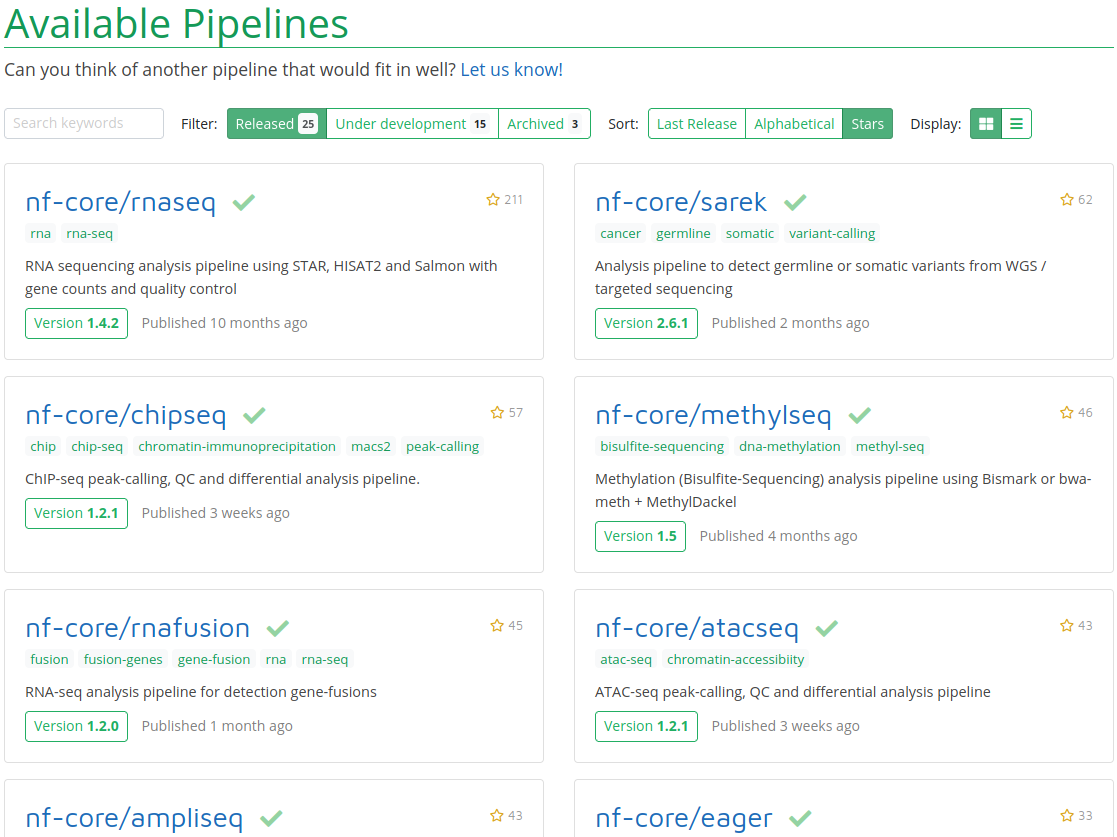 Available Pipelines
Can you think of another pipeline that would fit in well? Let us know!
Search keywords Filter: Released 25 Under development 15 Archived 3 Sort: Last Release Alphabetical Stars Display:
nf-core/rnaseq 211
rna rna-seq
RNA sequencing analysis pipeline using STAR, HISAT2 and Salmon with
gene counts and quality control
Version 1.4.2 Published 10 months ago
nf-core/sarek 62
cancer germline somatic variant-calling
Analysis pipeline to detect germline or somatic variants from WGS /
targeted sequencing
Version 2.6.1 Published 2 months ago
nf-core/chipseq 57
chip chip-seq chromatin-immunoprecipitation macs2 peak-calling
ChIP-seq peak-calling, QC and differential analysis pipeline.
Version 1.2.1 Published 3 weeks ago
nf-core/methylseq 46
bisulfite-sequencing dna-methylation methyl-seq
Methylation (Bisulfite-Sequencing) analysis pipeline using Bismark or bwa-
meth + MethylDackel
Version 1.5 Published 4 months ago
nf-core/rnafusion 45
fusion fusion-genes gene-fusion rna rna-seq
RNA-seq analysis pipeline for detection gene-fusions
Version 1.2.0 Published 1 month ago
nf-core/atacseq 43
atac-seq chromatin-accessibiity
ATAC-seq peak-calling, QC and differential analysis pipeline
Version 1.2.1 Published 3 weeks ago
nf-core/ampliseq 43
nf-core/eager 33